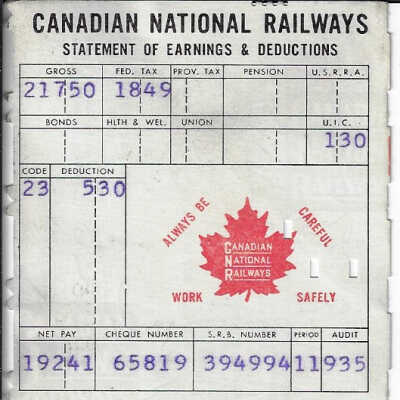 CANADIAN NATIONAL RAILWAYS
STATEMENT OF EARNINGS & DEDUCTIONS
GROSS FED. TAX PROV. TAX PENSION U.S.R.R.A.
21750 1849
BONDS HLTH & WEL. UNION U.I.C.
130
CODE DEDUCTION
23 530
ALWAYS BE CAREFUL
CANADIAN
NATIONAL
RAILWAYS
WORK SAFELY
NET PAY CHEQUE NUMBER S.R.B. NUMBER PERIOD AUDIT
19241 65819 39499411935